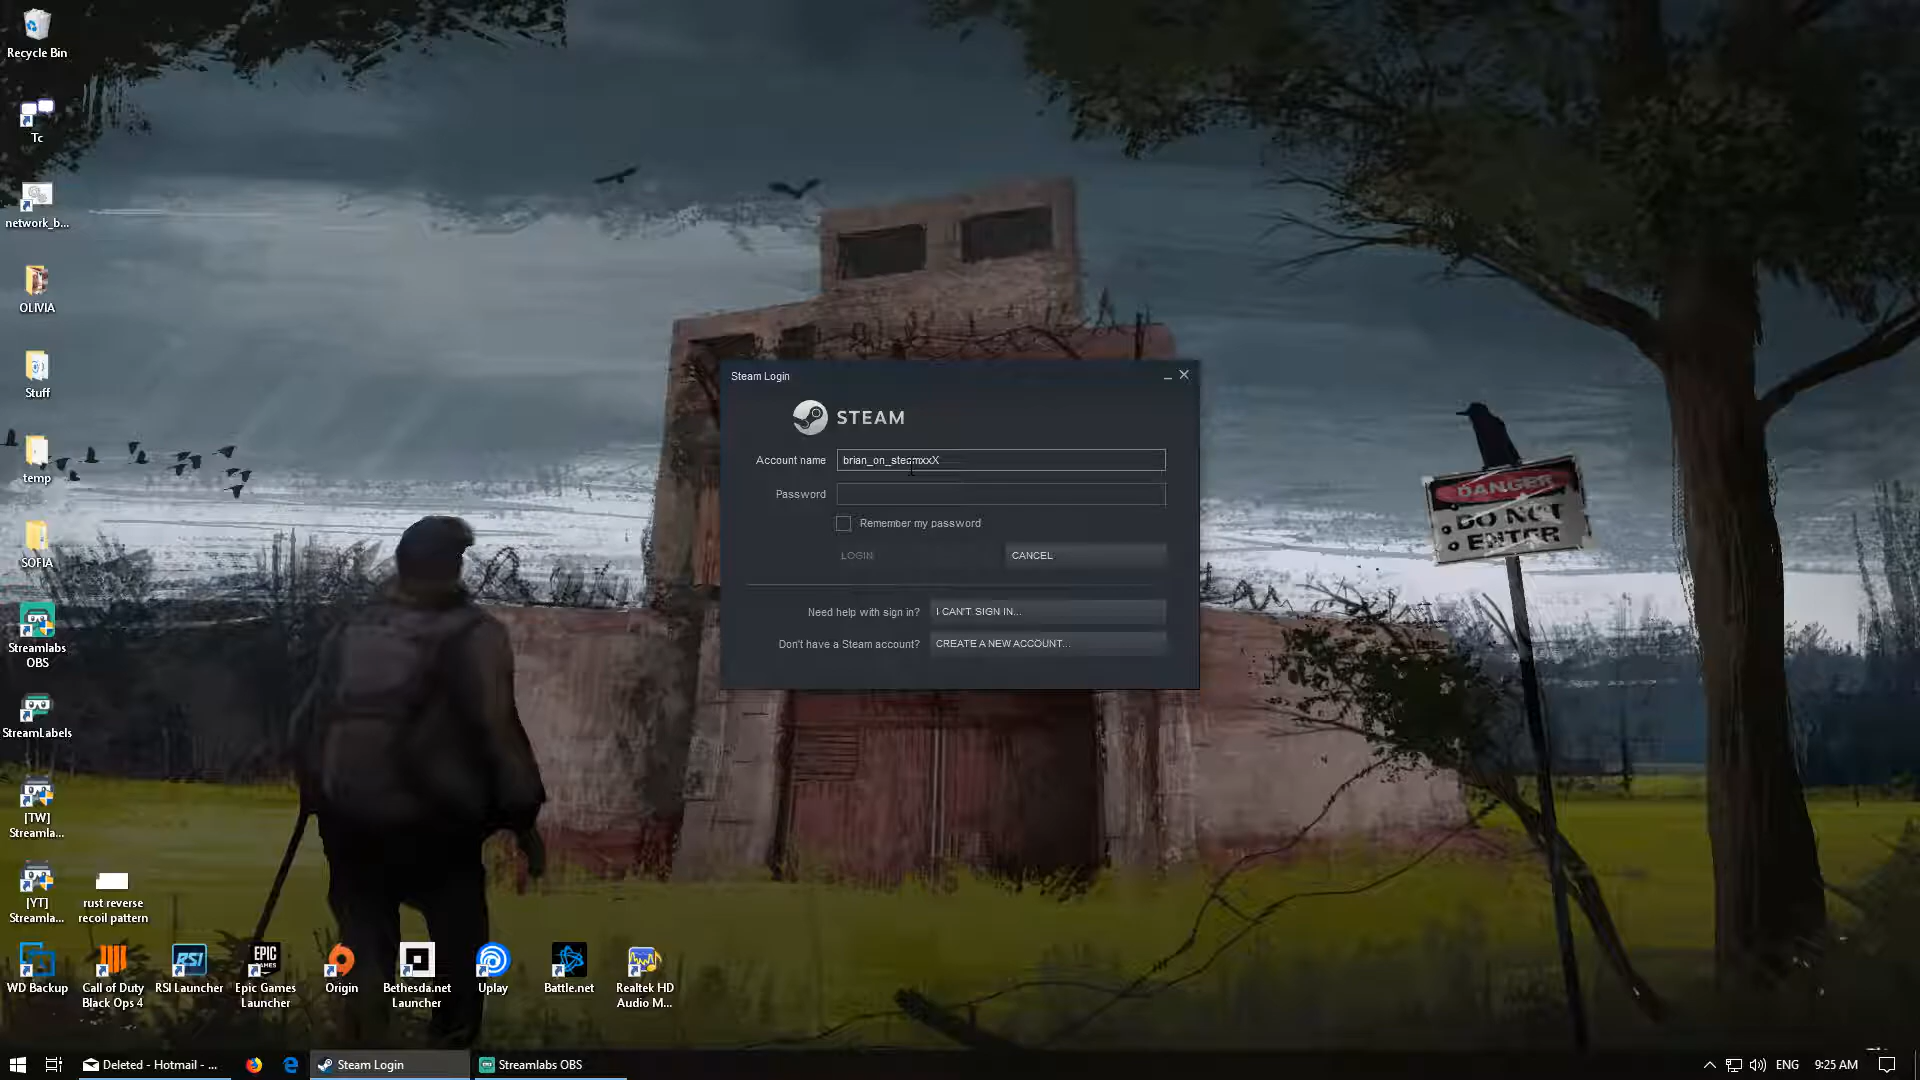 Recycle Bin
Tc
network_b...
OLIVIA
Stuff
temp
SOFIA
Streamlabs
OBS
StreamLabels
[TW]
Streamla...
[YT]
Streamla...
rust reverse
recoil pattern
WD Backup
Call of Duty
Black Ops 4
RSI
RSI Launcher
EPIC
GAMES
Epic Games
Launcher
Origin
Bethesda.net
Launcher
Uplay
Battle.net
Realtek HD
Audio M...
Steam Login
STEAM
Account name
brian_on_steamxxX
Password
Remember my password
LOGIN
CANCEL
Need help with sign in?
I CAN'T SIGN IN...
Don't have a Steam account?
CREATE A NEW ACCOUNT...
DANGER
DO NOT
ENTER
Deleted - Hotmail - ...
Steam Login
Streamlabs OBS
ENG
9:25 AM